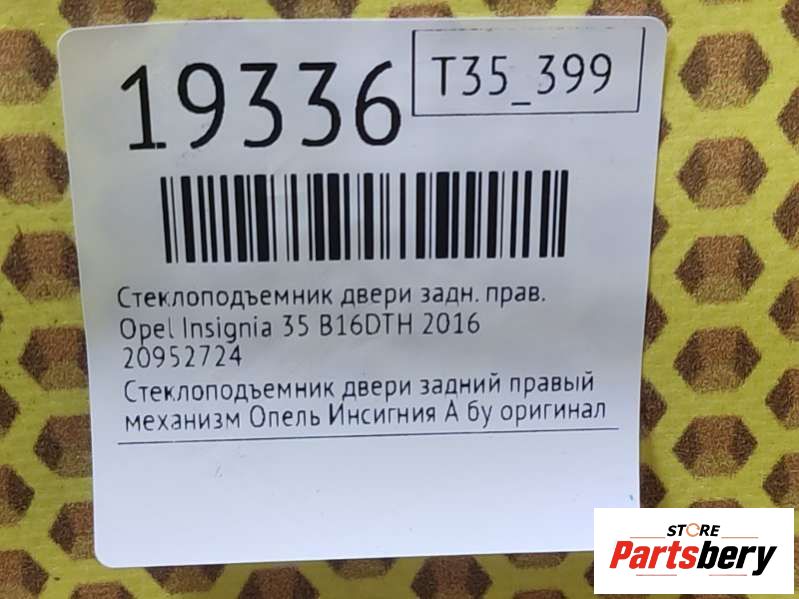 19336
T35_399
Стеклоподъемник двери задн. прав.
Opel Insignia 35 B16DTH 2016
20952724
Стеклоподъемник двери задний правый
механизм Опель Инсигния А бу оригинал
STORE
Partsbery